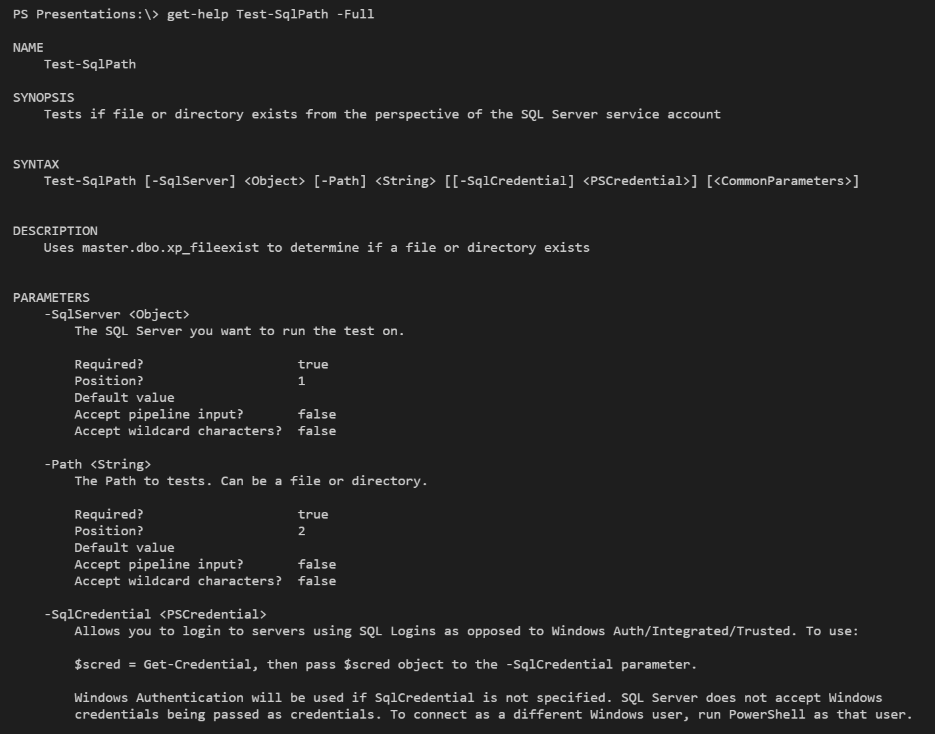 PS Presentations:\> get-help Test-SqlPath -Full
NAME
Test-SqlPath
SYNOPSIS
Tests if file or directory exists from the perspective of the SQL Server service account
SYNTAX
Test-SqlPath [-SqlServer] <Object> [-Path] <String> [[-SqlCredential] <PSCredential>] [<CommonParameters>]
DESCRIPTION
Uses master.dbo.xp_fileexist to determine if a file or directory exists
PARAMETERS
-SqlServer <Object>
The SQL Server you want to run the test on.
Required? true
Position? 1
Default value
Accept pipeline input? false
Accept wildcard characters? false
-Path <String>
The Path to tests. Can be a file or directory.
Required? true
Position? 2
Default value
Accept pipeline input? false
Accept wildcard characters? false
-SqlCredential <PSCredential>
Allows you to login to servers using SQL Logins as opposed to Windows Auth/Integrated/Trusted. To use:
$scred = Get-Credential, then pass $scred object to the -SqlCredential parameter.
Windows Authentication will be used if SqlCredential is not specified. SQL Server does not accept Windows
credentials being passed as credentials. To connect as a different Windows user, run PowerShell as that user.